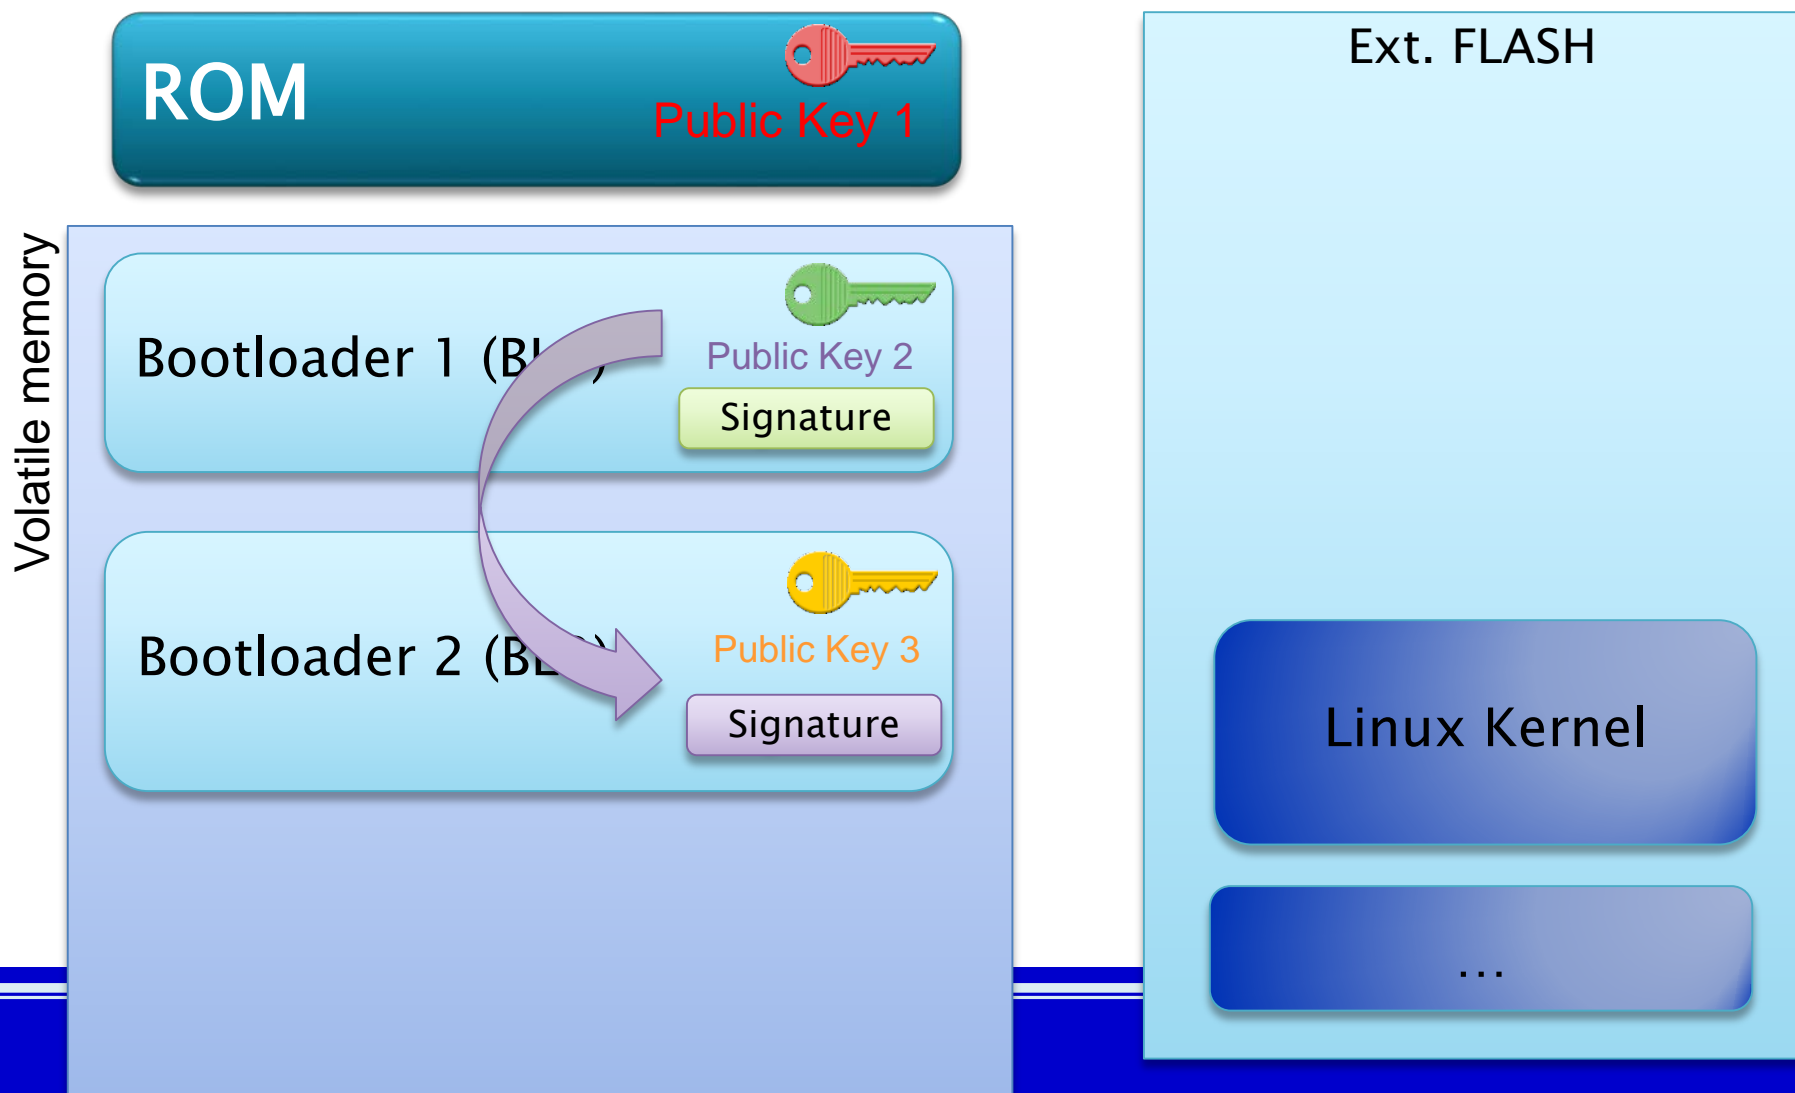 ROM
Public Key 1
Ext. FLASH
Volatile memory
Bootloader 1
Public Key 2
Signature
Bootloader 2
Public Key 3
Signature
Linux Kernel
...